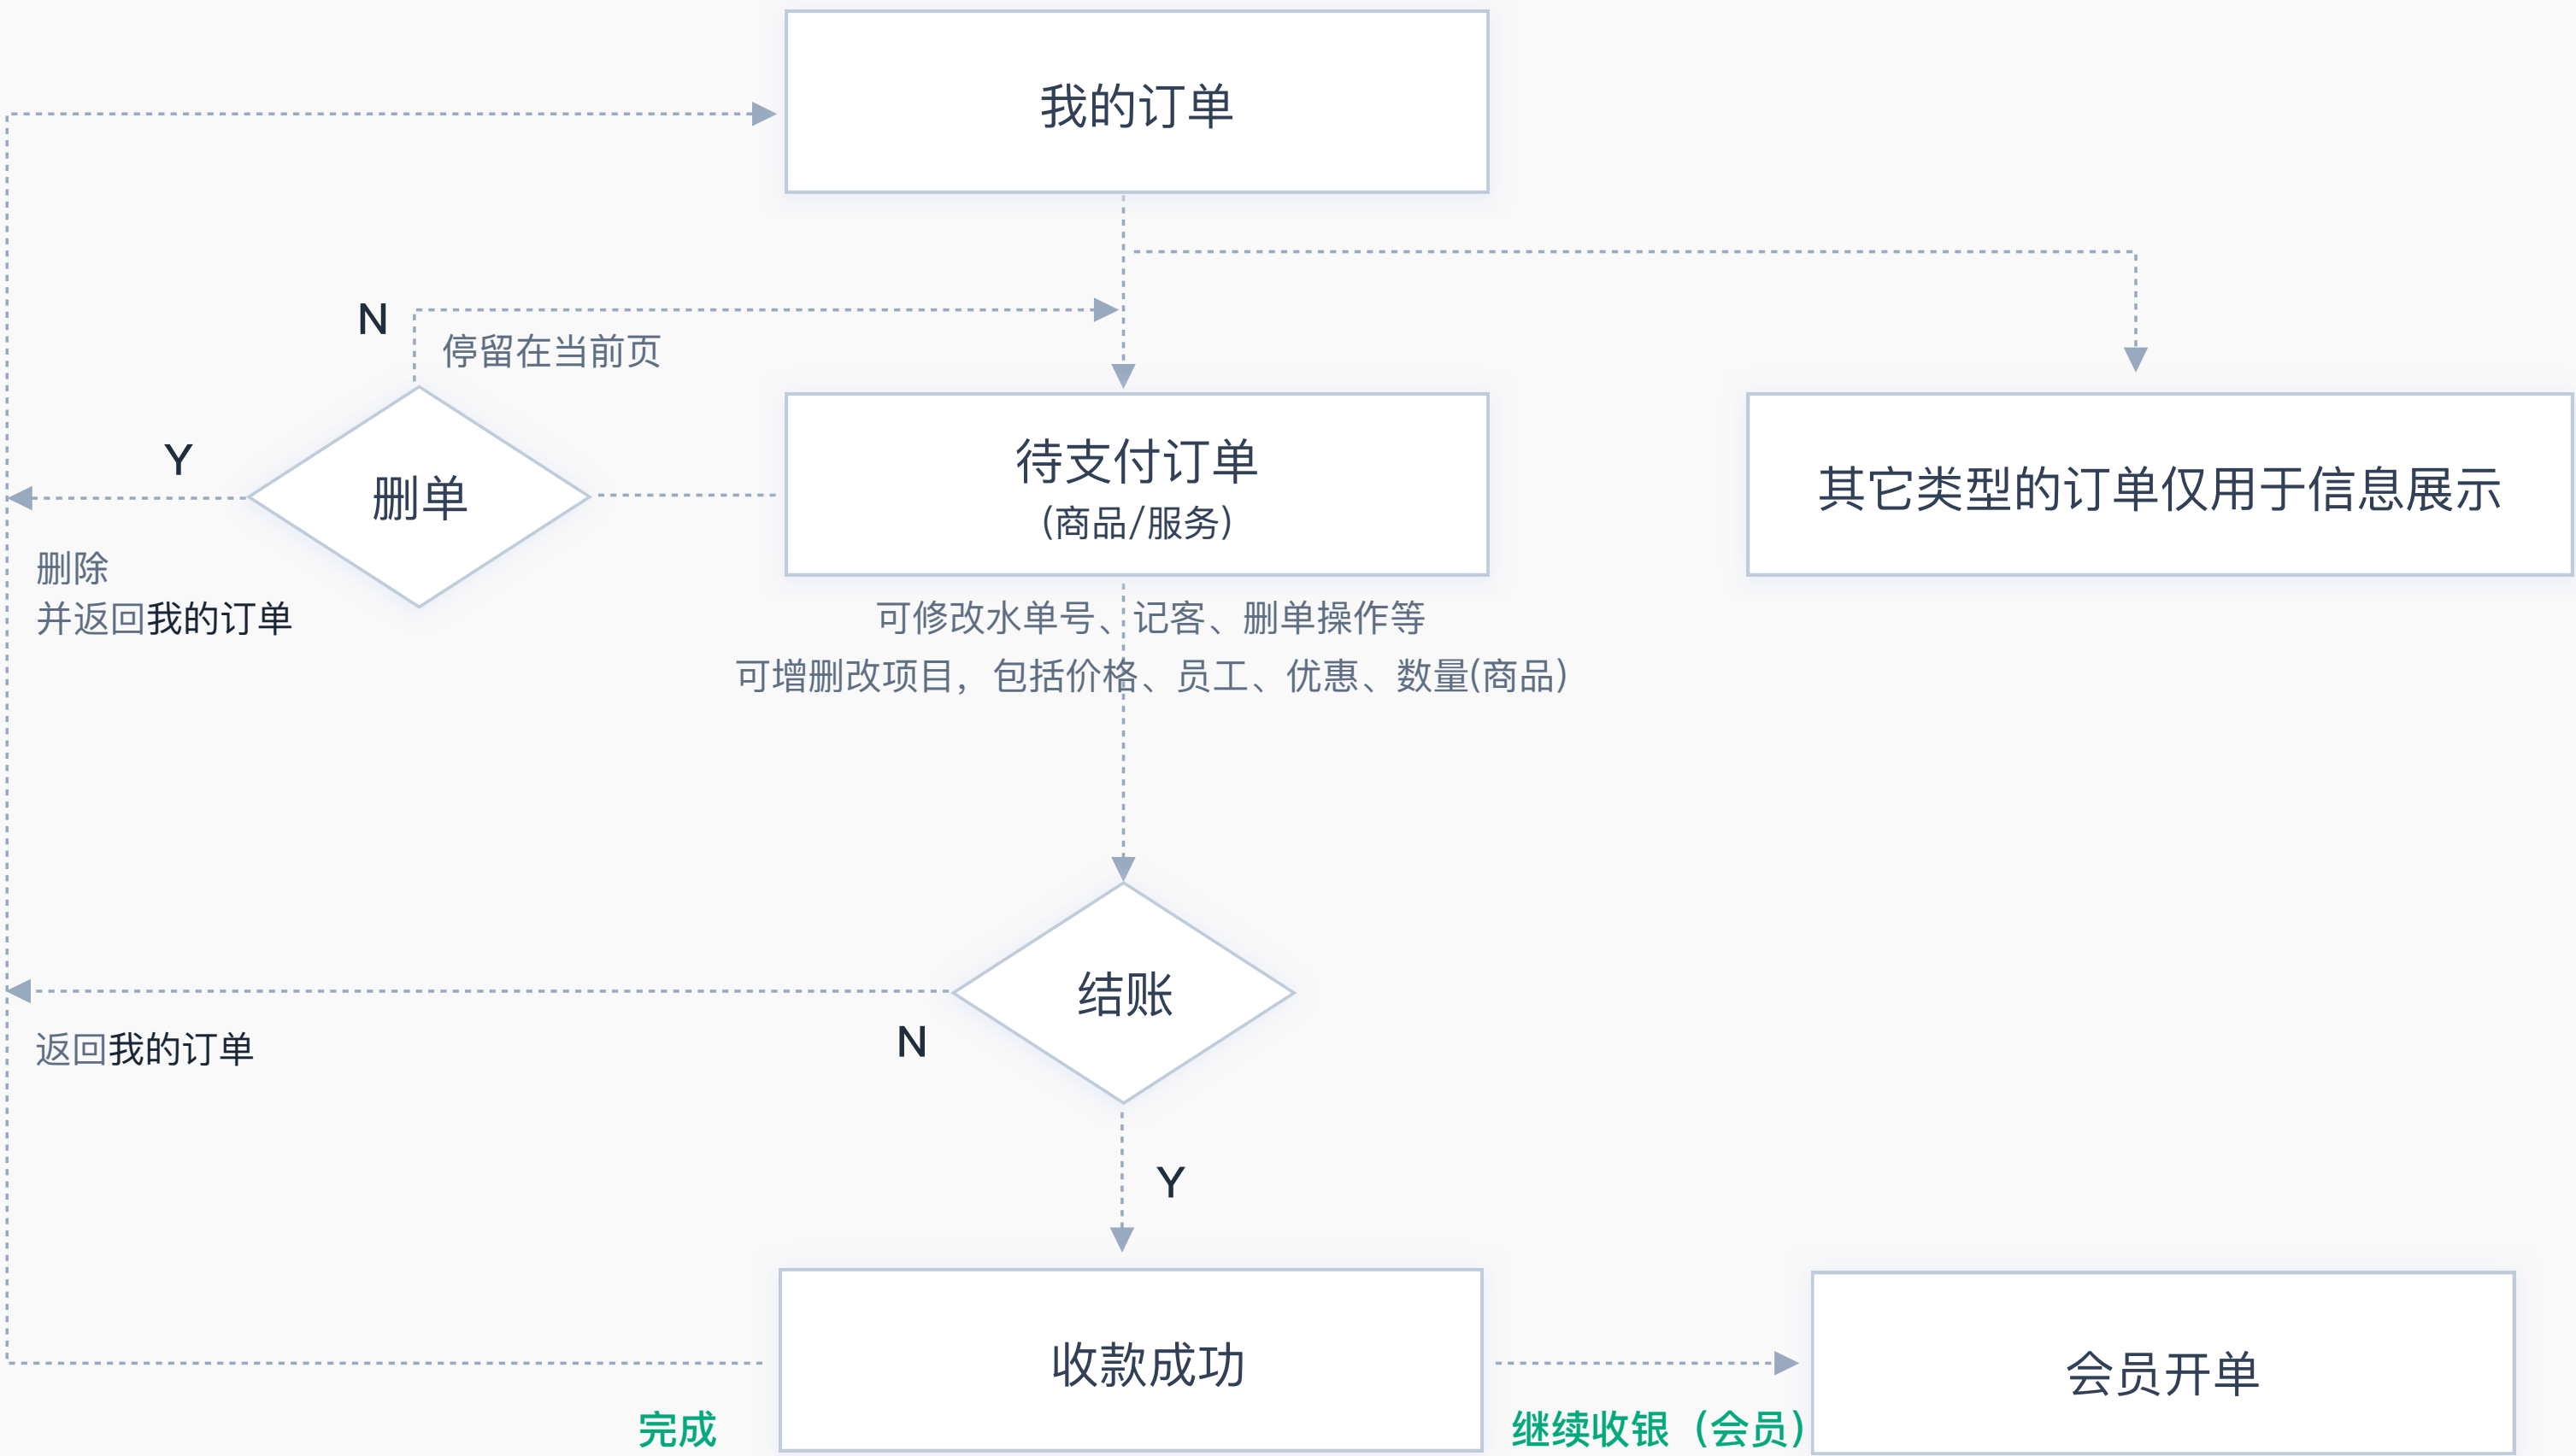 我的订单
N
停留在当前页
Y
删单
待支付订单
(商品/服务)
其它类型的订单仅用于信息展示
删除
并返回我的订单
可修改水单号、记客、删单操作等
可增删改项目，包括价格、员工、优惠、数量(商品)
结账
N
返回我的订单
Y
收款成功
会员开单
完成
继续收银（会员）